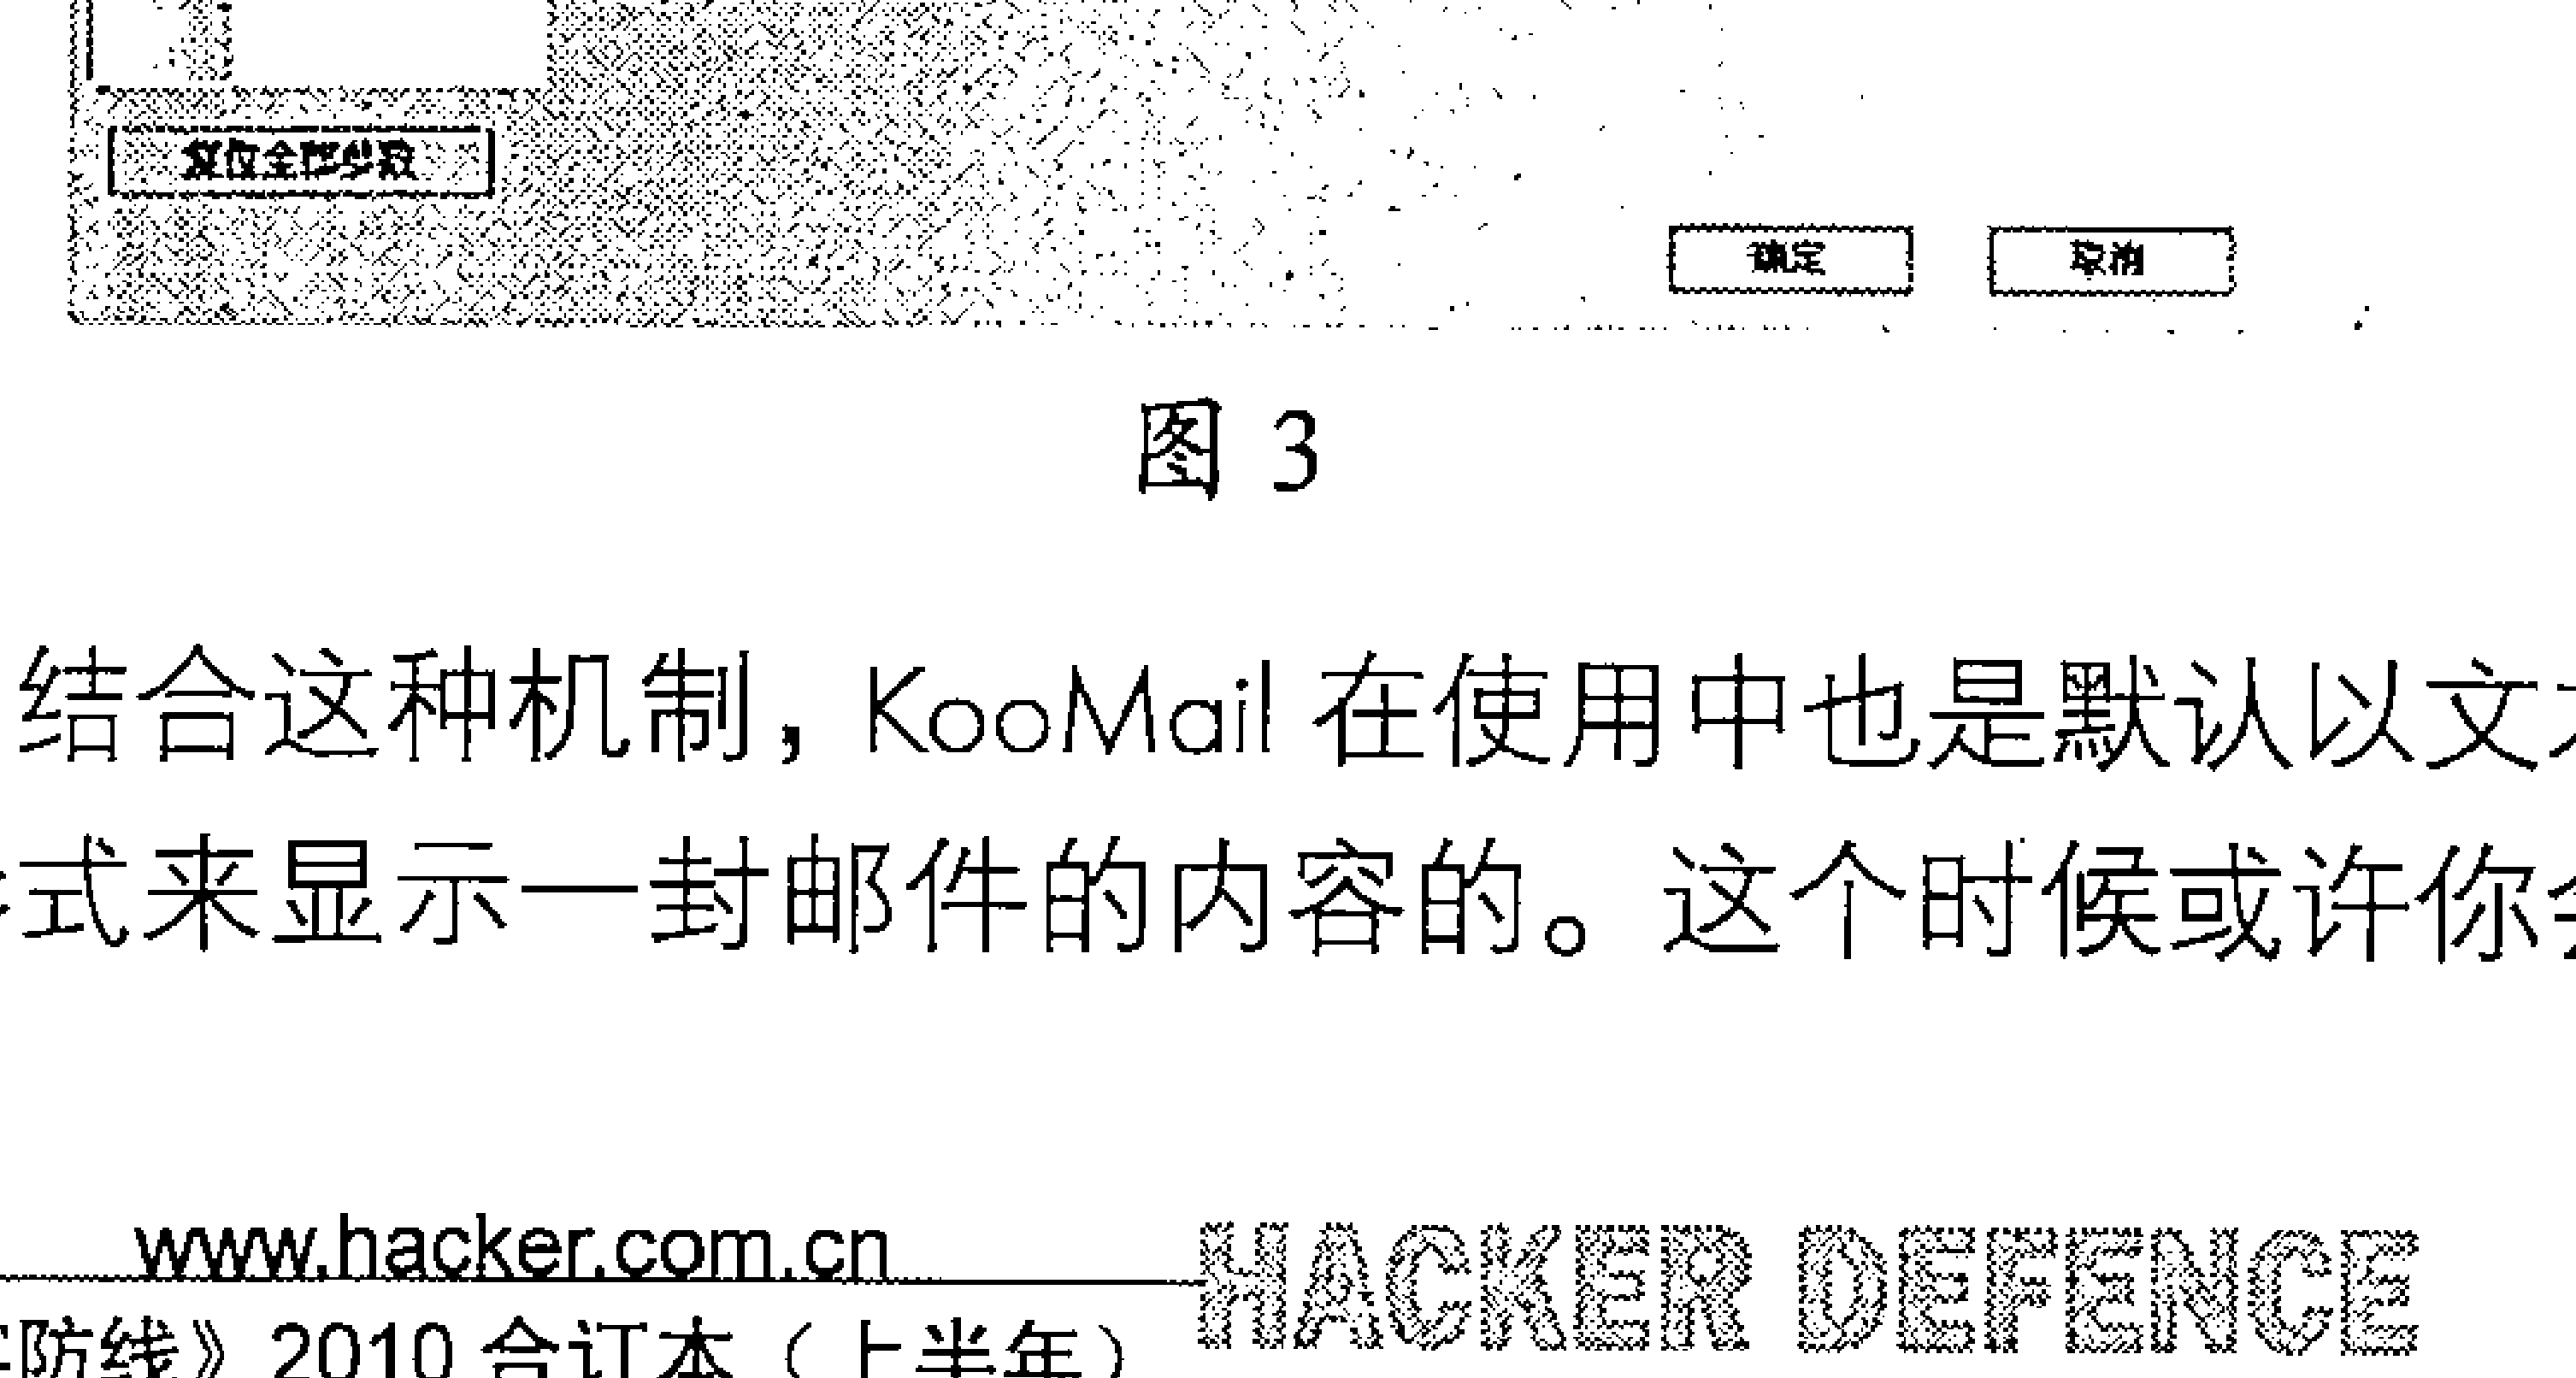 复位全部参数
确定 取消
图 3
结合这种机制，KooMail 在使用中也是默认以文
式来显示一封邮件的内容的。这个时候或许你
www.hacker.com.cn
HACKER DEFENCE
防线》2010 合订本（上半年）